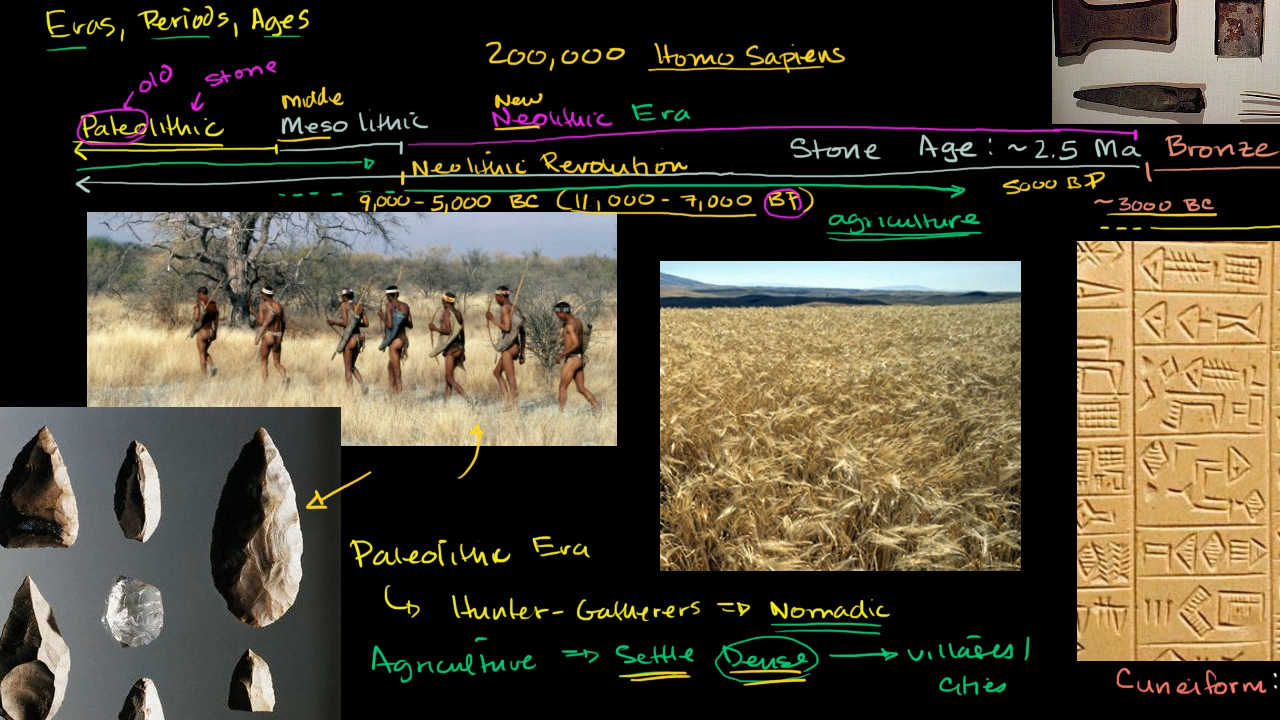 Eras, Periods, Ages
200,000 Homo Sapiens
old stone
Middle New
Paleolithic Mesolithic Neolithic Era
Neolithic Revolution Stone Age: ~2.5 Ma Bronze
5000 BP
9,000-5,000 BC (11,000-7,000 BP) ~3000 BC
agriculture
Paleolithic Era
Hunter-Gatherers => Nomadic
Agriculture => Settle Dense → villages/
cities
Cuneiform: